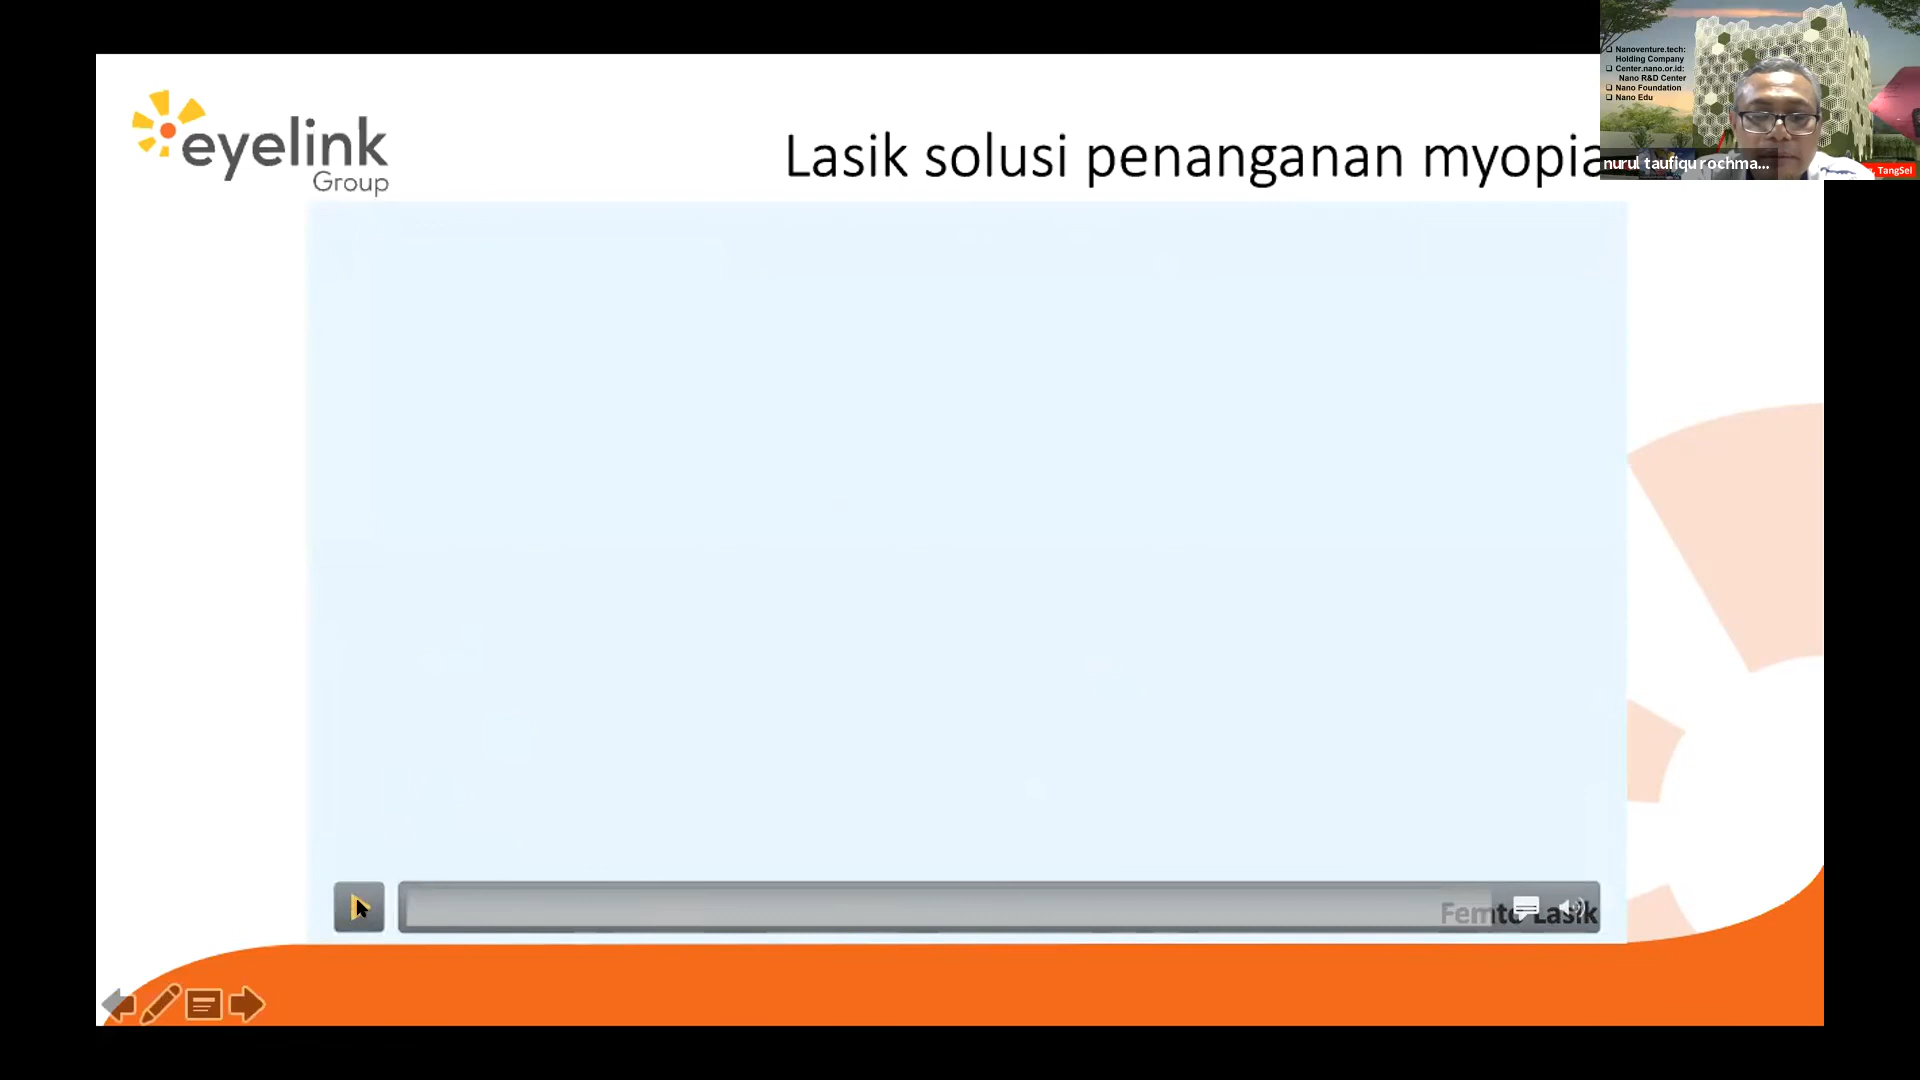 eyelink
Group
Lasik solusi penanganan myopia
Nanoventure.tech:
Holding Company
Center.nano.or.id:
Nano R&D Center
Nano Foundation
Nano Edu
nurul taufiqu rochma...
TangSel
Femto Lasik